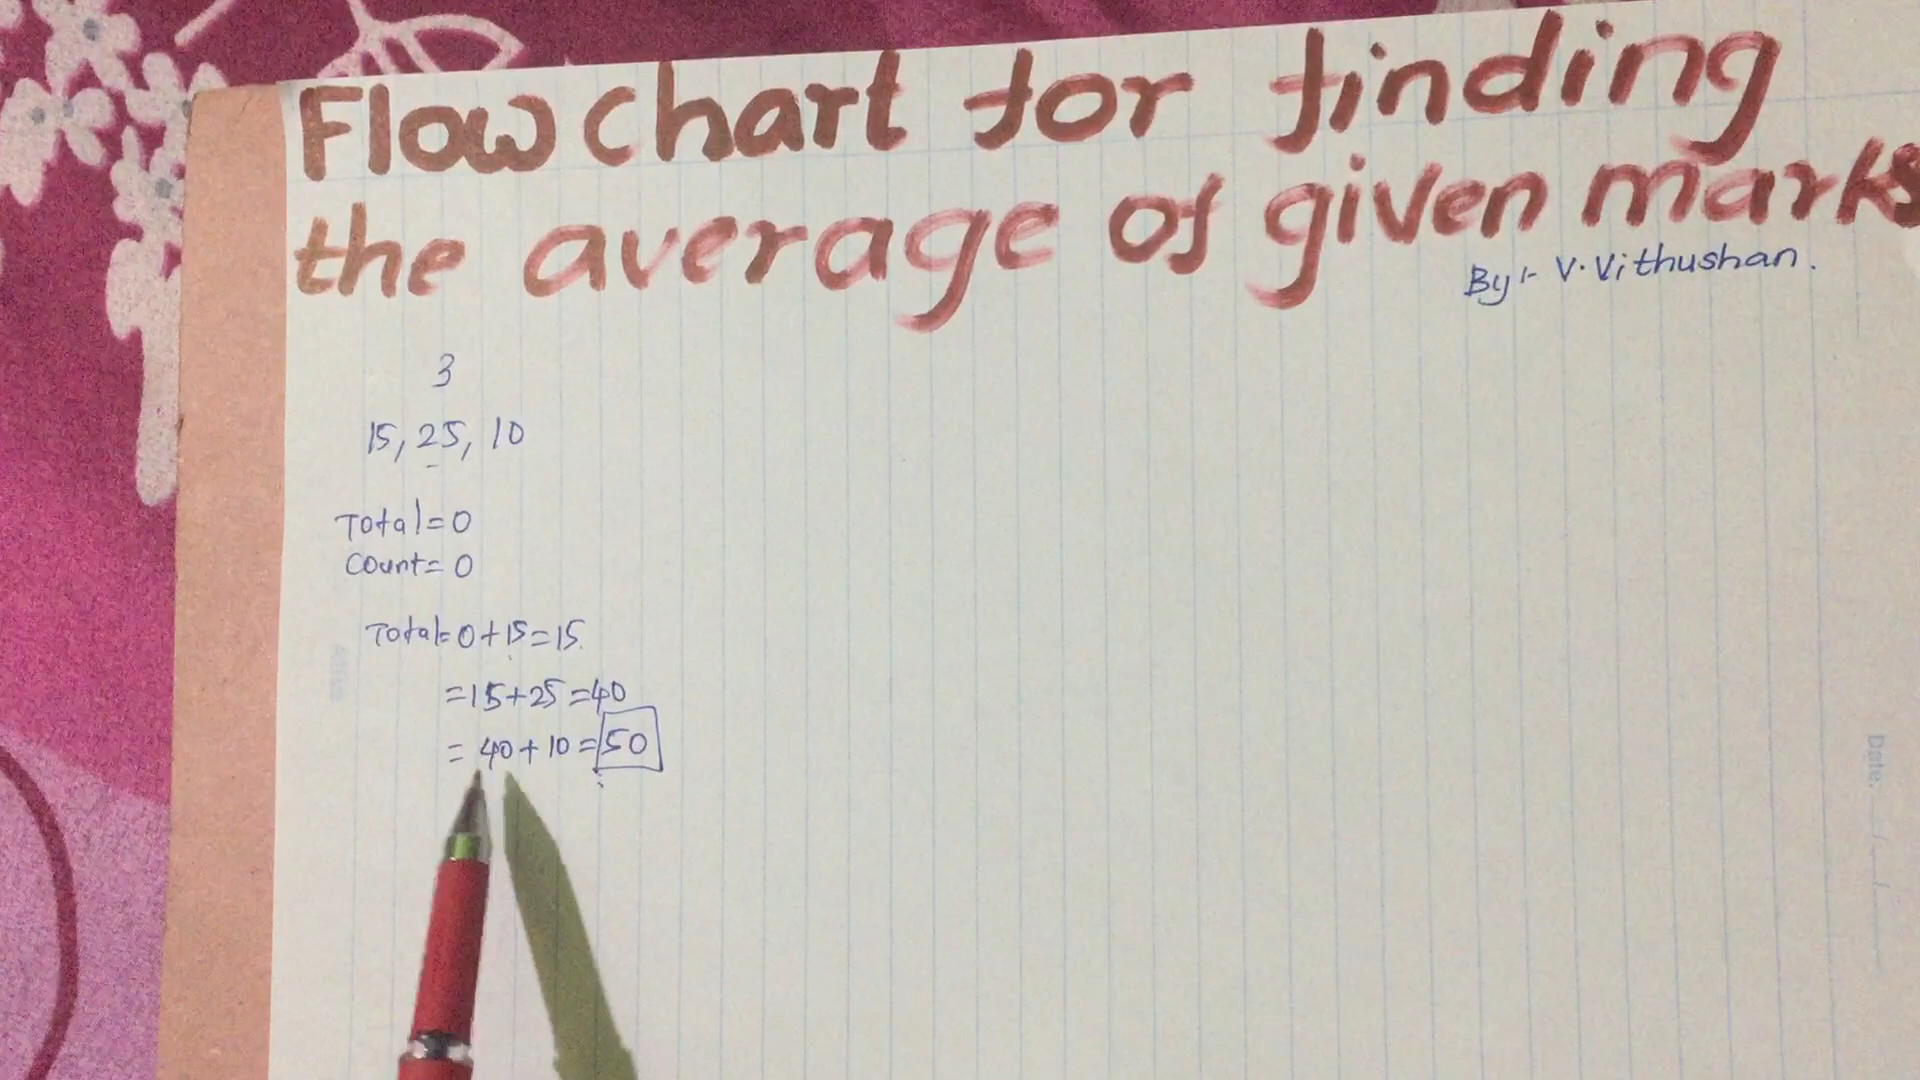 Flow chart for finding
the average of given marks
By:- V. Vithushan.
3
15, 25, 10
Total=0
Count=0
Total=0+15=15
=15+25=40
=40+10=50
Date: